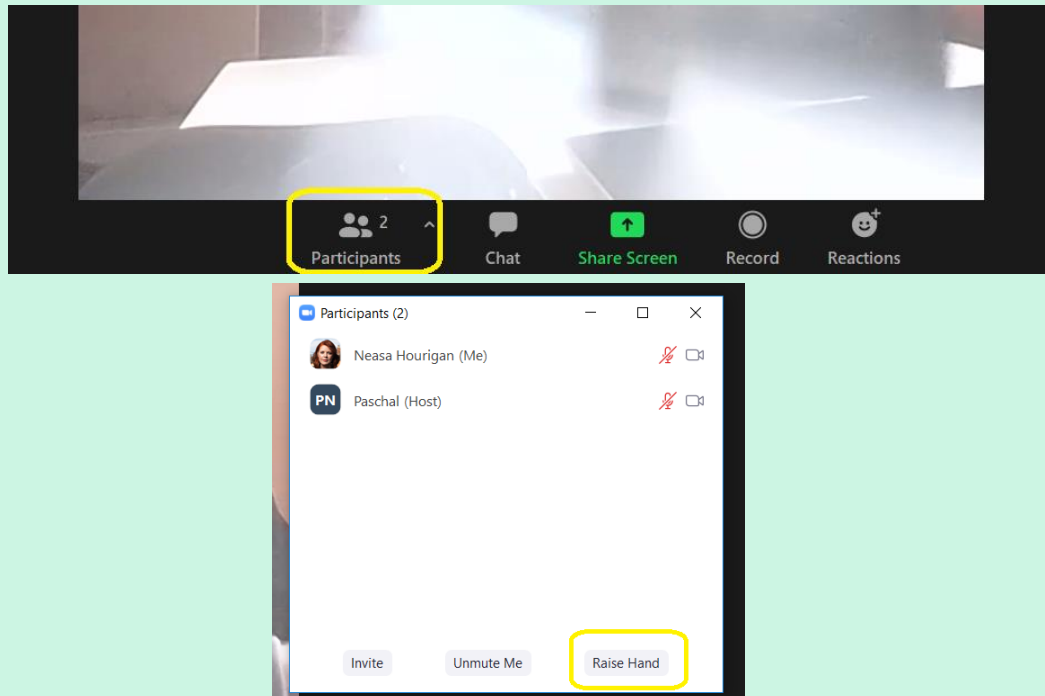 2
Participants
Chat
Share Screen
Record
Reactions
Participants (2)
Neasa Hourigan (Me)
PN
Paschal (Host)
Invite
Unmute Me
Raise Hand